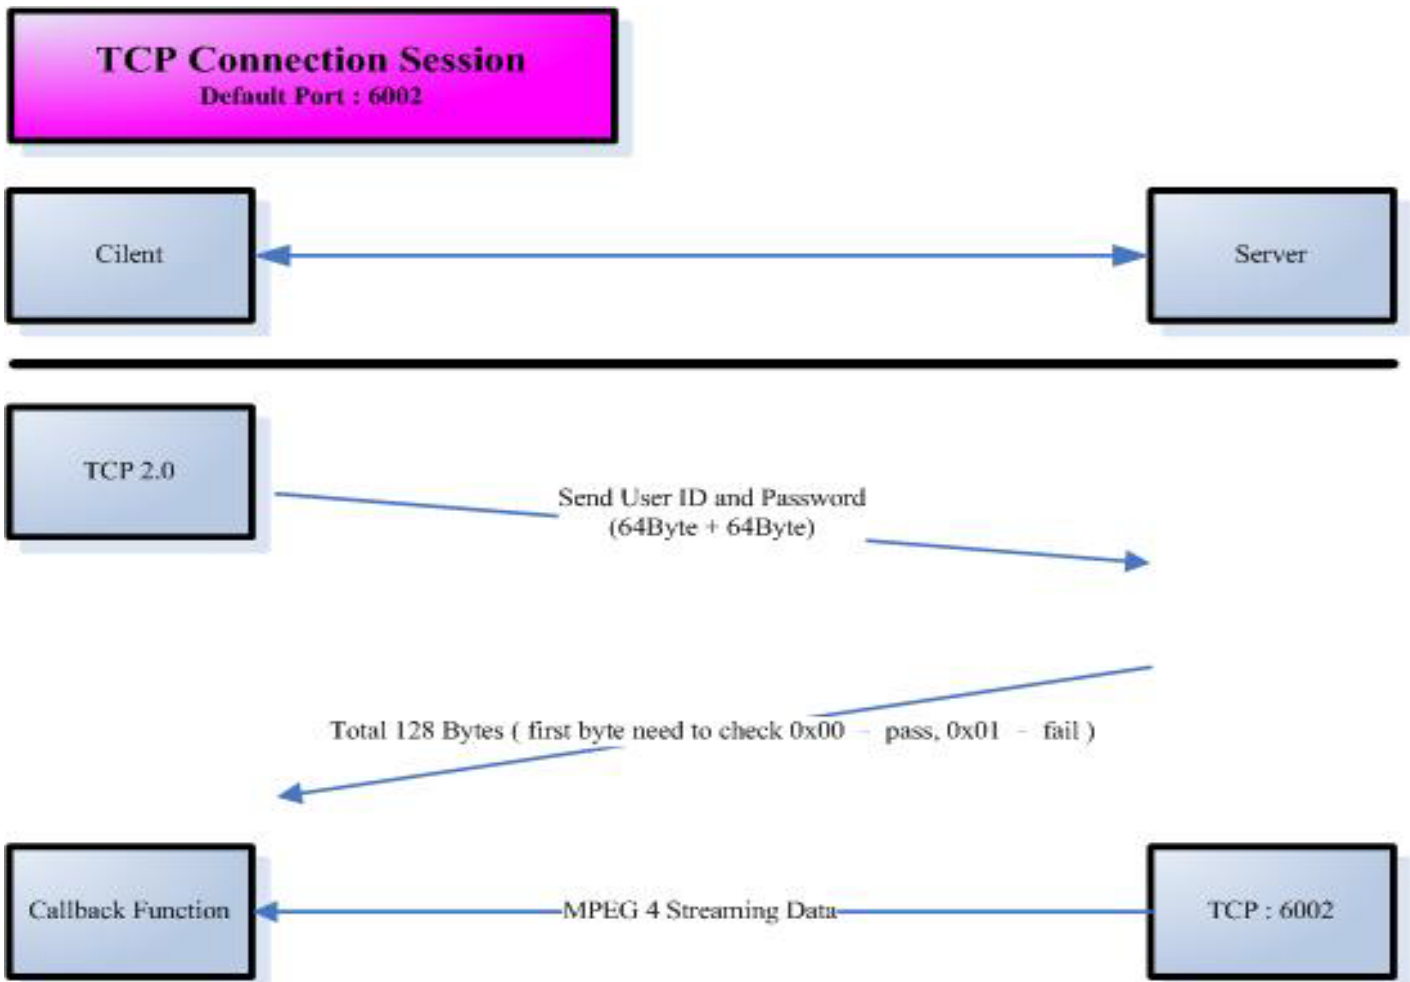 TCP Connection Session
Default Port : 6002
Cilent
Server
TCP 2.0
Send User ID and Password
(64Byte + 64Byte)
Total 128 Bytes ( first byte need to check 0x00 – pass, 0x01 – fail )
Callback Function
MPEG 4 Streaming Data
TCP : 6002